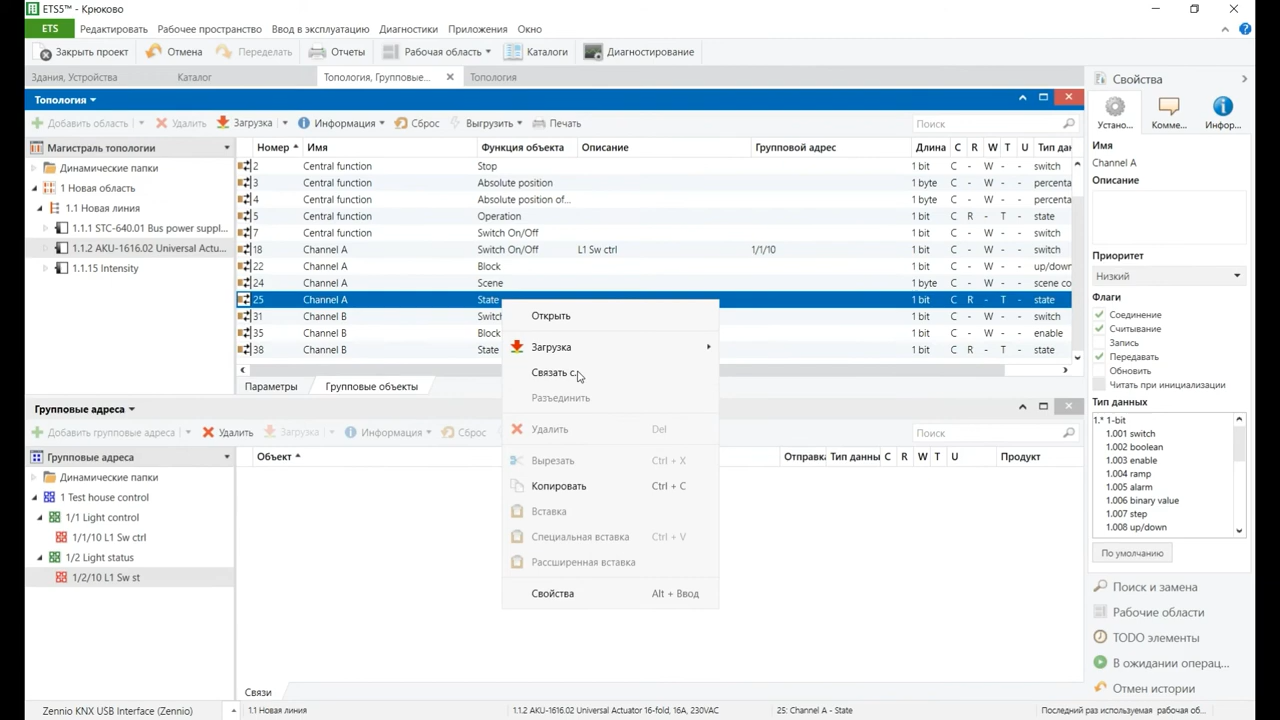 ETS5™ - Крюково
ETS Редактировать Рабочее пространство Ввод в эксплуатацию Диагностики Приложения Окно
Закрыть проект Отмена Переделать Отчеты Рабочая область Каталоги Диагностирование
Здания, Устройства Каталог Топология, Групповые... Топология
Топология
Добавить область Удалить Загрузка Информация Сброс Выгрузить Печать Поиск
Магистраль топологии
Динамические папки
1 Новая область
1.1 Новая линия
1.1.1 STC-640.01 Bus power suppl...
1.1.2 AKU-1616.02 Universal Actu...
1.1.15 Intensity
Номер Имя Функция объекта Описание Групповой адрес Длина C R W T U Тип дан
2 Central function Stop 1 bit C - W - - switch
3 Central function Absolute position 1 byte C - W - - percenta
4 Central function Absolute position of... 1 byte C - W - - percenta
5 Central function Operation 1 bit C R - T - state
7 Central function Switch On/Off 1 bit C - W - - switch
18 Channel A Switch On/Off L1 Sw ctrl 1/1/10 1 bit C - W - - switch
22 Channel A Block 1 bit C - W - - up/down
24 Channel A Scene 1 byte C - W - - scene co
25 Channel A State 1 bit C R - T - state
31 Channel B Switch 1 bit C - W - - switch
35 Channel B Block 1 bit C - W - - enable
38 Channel B State 1 bit C R - T - state
Параметры Групповые объекты
Открыть
Загрузка
Связать с...
Разъединить
Удалить Del
Вырезать Ctrl + X
Копировать Ctrl + C
Вставка
Специальная вставка Ctrl + V
Расширенная вставка
Свойства Alt + Ввод
Групповые адреса
Добавить групповые адреса Удалить Загрузка Информация Сброс Поиск
Групповые адреса
Динамические папки
1 Test house control
1/1 Light control
1/1/10 L1 Sw ctrl
1/2 Light status
1/2/10 L1 Sw st
Объект Отправка Тип данны C R W T U Продукт
Связи
Свойства
Устано... Комме... Инфор...
Имя
Channel A
Описание
Приоритет
Низкий
Флаги
Соединение
Считывание
Запись
Передавать
Обновить
Читать при инициализации
Тип данных
1.* 1-bit
1.001 switch
1.002 boolean
1.003 enable
1.004 ramp
1.005 alarm
1.006 binary value
1.007 step
1.008 up/down
По умолчанию
Поиск и замена
Рабочие области
TODO элементы
В ожидании операц...
Отмен истории
Zennio KNX USB Interface (Zennio) 1.1 Новая линия 1.1.2 AKU-1616.02 Universal Actuator 16-fold, 16A, 230VAC 25: Channel A - State Последний раз используемая рабочая об...